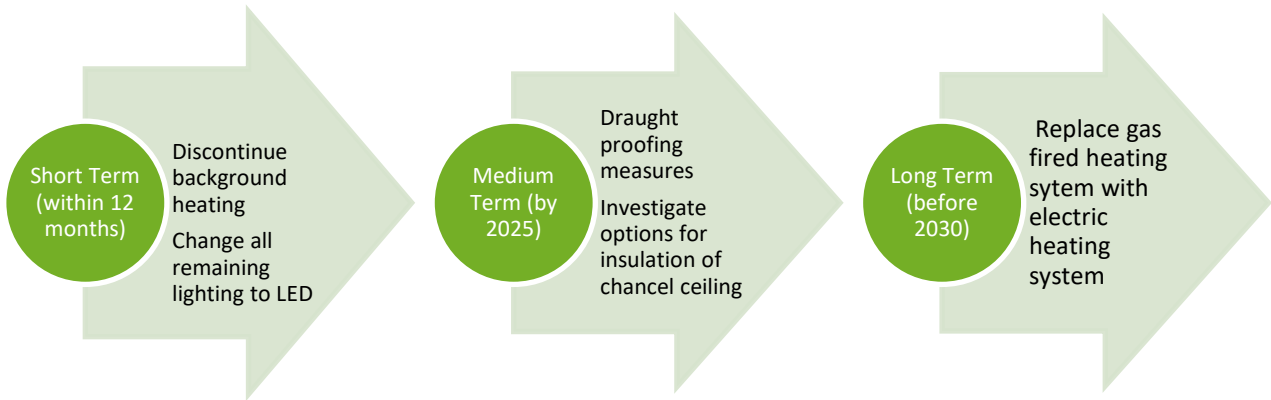 Short Term
(within 12
months)
Discontinue
background
heating
Change all
remaining
lighting to LED
Medium
Term (by
2025)
Draught
proofing
measures
Investigate
options for
insulation of
chancel ceiling
Long Term
(before
2030)
Replace gas
fired heating
sytem with
electric
heating
system